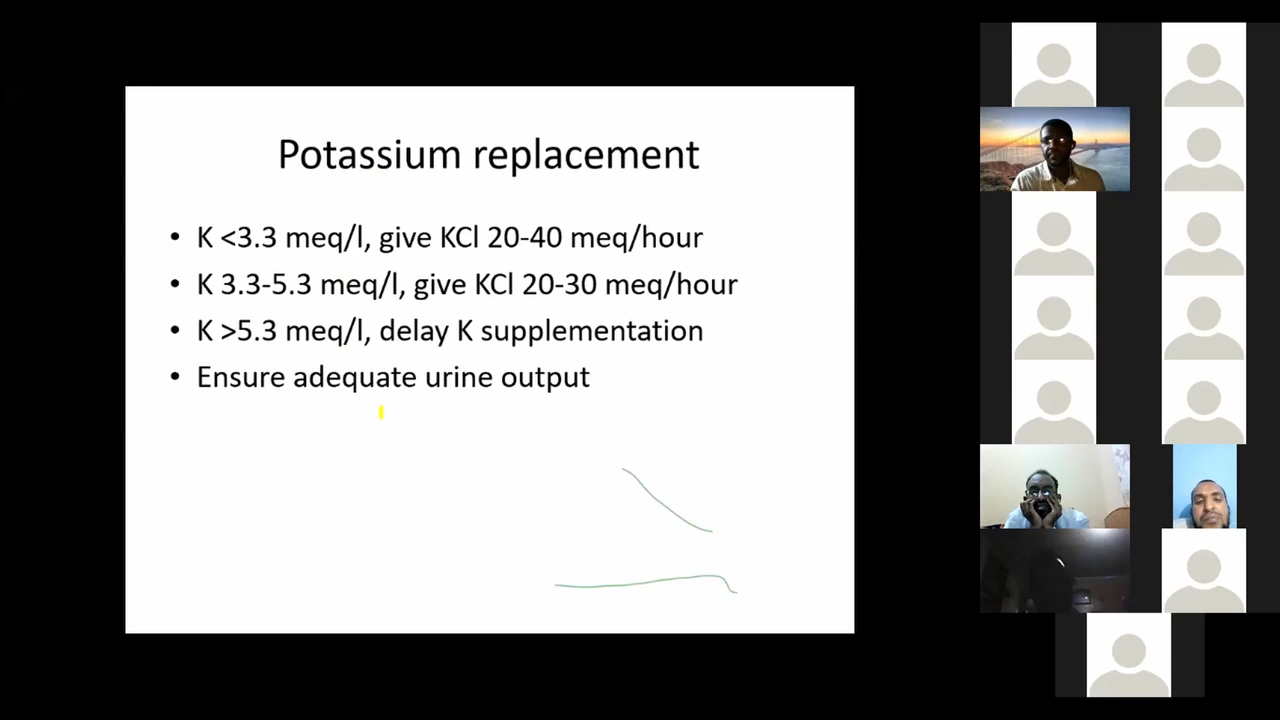 Potassium replacement
• K <3.3 meq/l, give KCl 20-40 meq/hour
• K 3.3-5.3 meq/l, give KCl 20-30 meq/hour
• K >5.3 meq/l, delay K supplementation
• Ensure adequate urine output